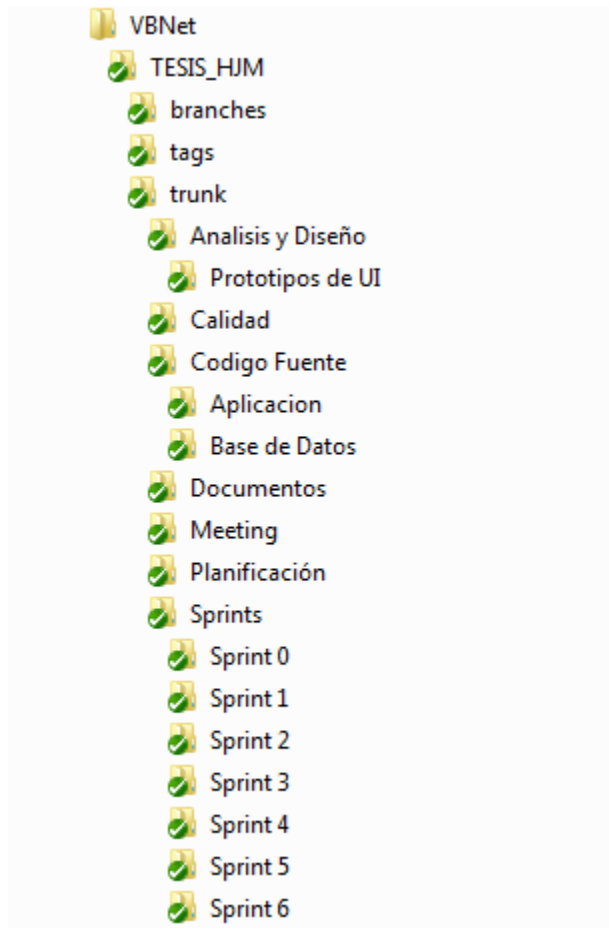 VBNet
TESIS_HJM
branches
tags
trunk
Analisis y Diseño
Prototipos de UI
Calidad
Codigo Fuente
Aplicacion
Base de Datos
Documentos
Meeting
Planificación
Sprints
Sprint 0
Sprint 1
Sprint 2
Sprint 3
Sprint 4
Sprint 5
Sprint 6